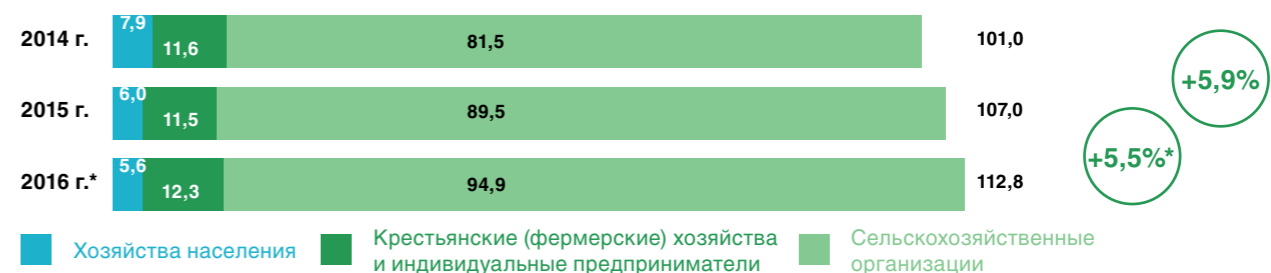 2014 г.
7,9
11,6
81,5
101,0
+5,9%
2015 г.
6,0
11,5
89,5
107,0
+5,5%*
2016 г.*
5,6
12,3
94,9
112,8
Хозяйства населения
Крестьянские (фермерские) хозяйства
и индивидуальные предприниматели
Сельскохозяйственные
организации